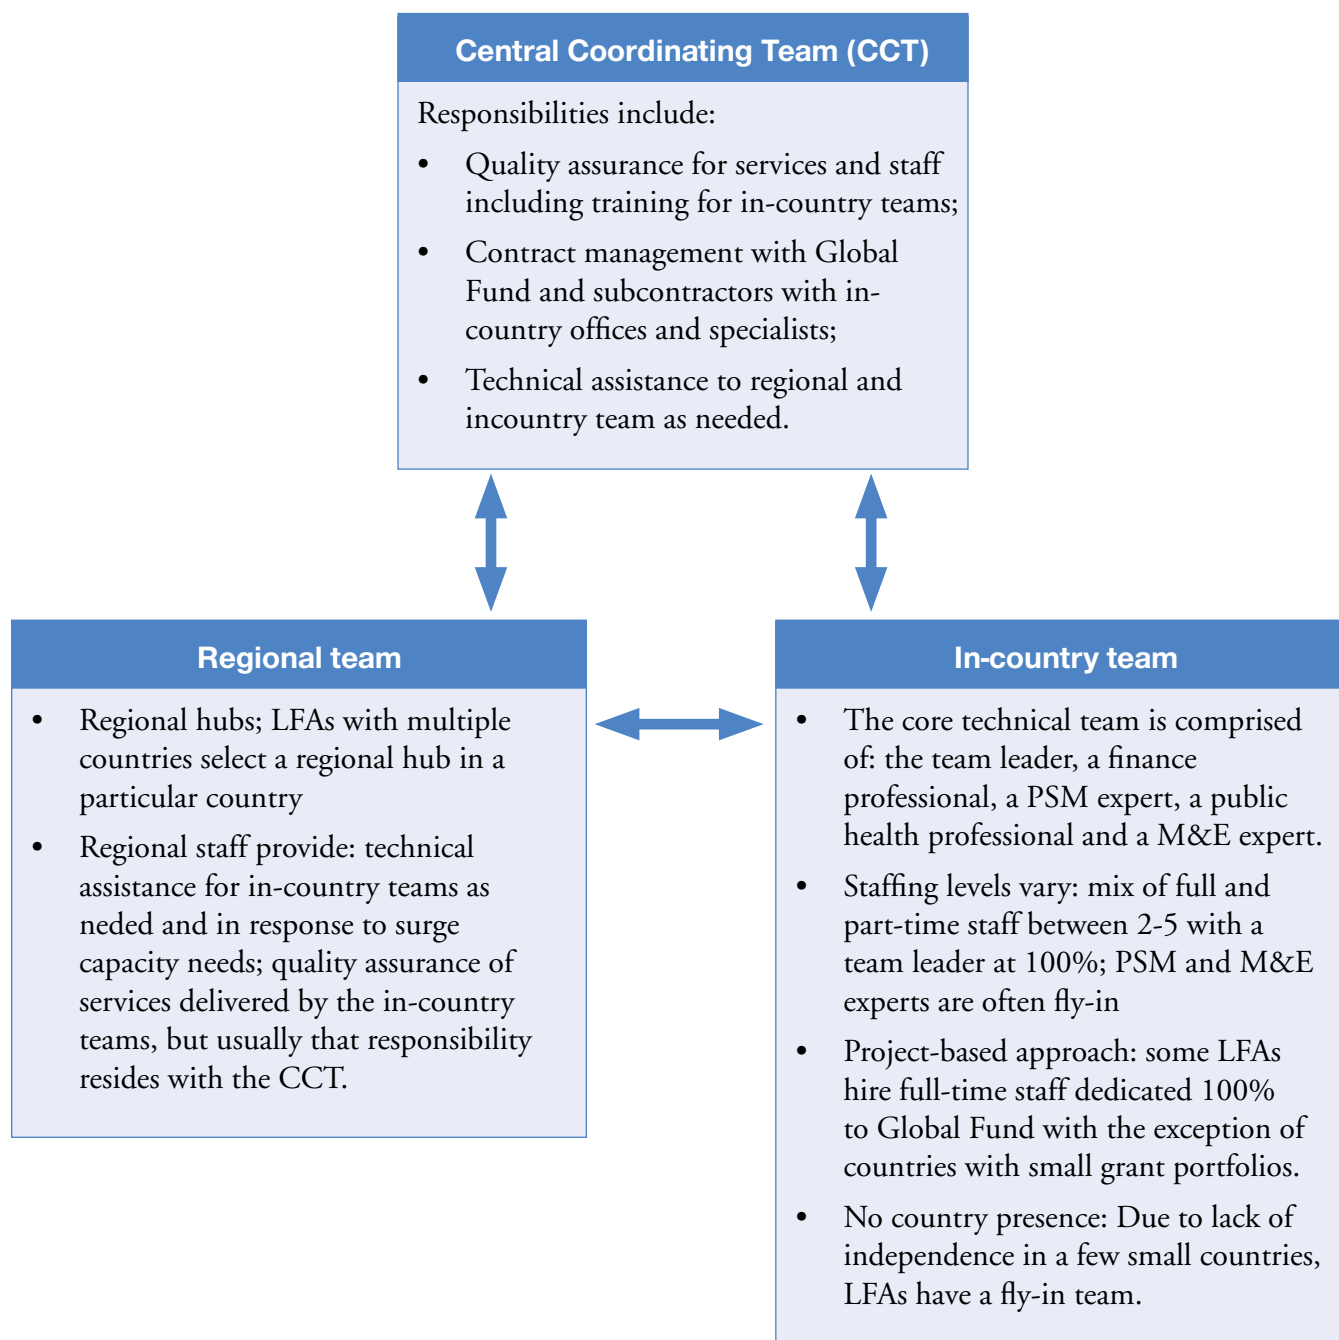 Central Coordinating Team (CCT)
Responsibilities include:
• Quality assurance for services and staff
including training for in-country teams;
• Contract management with Global
Fund and subcontractors with in-
country offices and specialists;
• Technical assistance to regional and
incountry team as needed.
Regional team
• Regional hubs; LFAs with multiple
countries select a regional hub in a
particular country
• Regional staff provide: technical
assistance for in-country teams as
neded and in response to surge
capacity needs; quality assurance of
services delivered by the in-country
teams, but usually that responsibility
resides with the CCT.
In-country team
• The core technical team is comprised
of: the team leader, a finance
professional, a PSM expert, a public
health professional and a M&E expert.
• Staffing levels vary: mix of full and
part-time staff between 2-5 with a
team leader at 100%; PSM and M&E
experts are often fly-in
• Project-based approach: some LFAs
hire full-time staff dedicated 100%
to Global Fund with the exception of
countries with small grant portfolios.
• No country presence: Due to lack of
independence in a few small countries,
LFAs have a fly-in team.